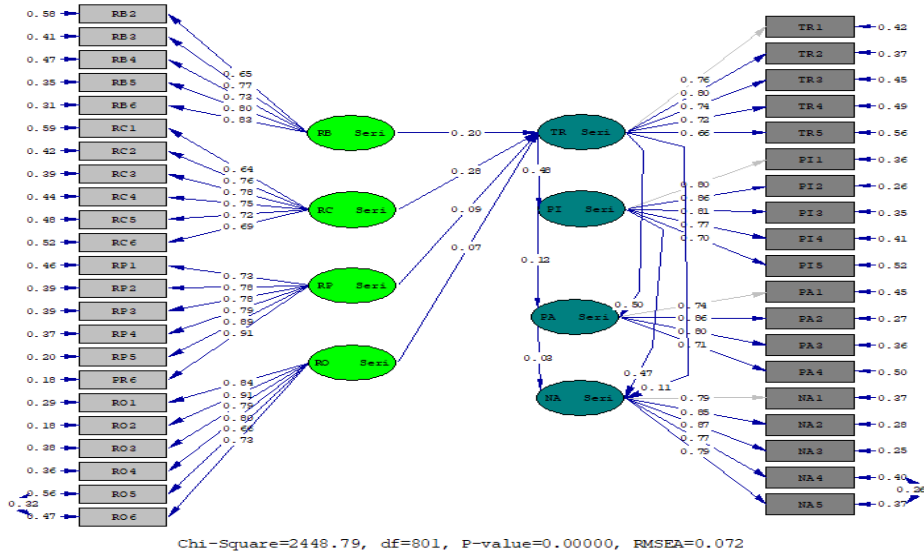 0.58 RB2
0.41 RB3
0.47 RB4
0.35 RB5
0.31 RB6
0.59 RC1
0.42 RC2
0.39 RC3
0.44 RC4
0.48 RC5
0.52 RC6
0.46 RP1
0.39 RP2
0.39 RP3
0.37 RP4
0.20 RP5
0.18 PR6
0.29 RO1
0.18 RO2
0.38 RO3
0.36 RO4
0.56 RO5
0.47 RO6
0.32
0.65
0.77
0.73
0.80
0.83
0.64
0.76
0.78
0.75
0.72
0.69
0.73
0.78
0.78
0.79
0.89
0.91
0.84
0.91
0.79
0.80
0.66
0.73
RB Seri
RC Seri
RP Seri
RO Seri
0.20
0.28
0.09
0.07
TR Seri
0.48
PI Seri
0.12
PA Seri
0.03
NA Seri
0.50
0.47
0.11
0.76
0.80
0.74
0.72
0.66
0.80
0.86
0.81
0.77
0.70
0.74
0.86
0.80
0.71
0.79
0.85
0.87
0.77
0.79
TR1 0.42
TR2 0.37
TR3 0.45
TR4 0.49
TR5 0.56
PI1 0.36
PI2 0.26
PI3 0.35
PI4 0.41
PI5 0.52
PA1 0.45
PA2 0.27
PA3 0.36
PA4 0.50
NA1 0.37
NA2 0.28
NA3 0.25
NA4 0.40
NA5 0.37
0.26
Chi-Square=2448.79, df=801, P-value=0.00000, RMSEA=0.072